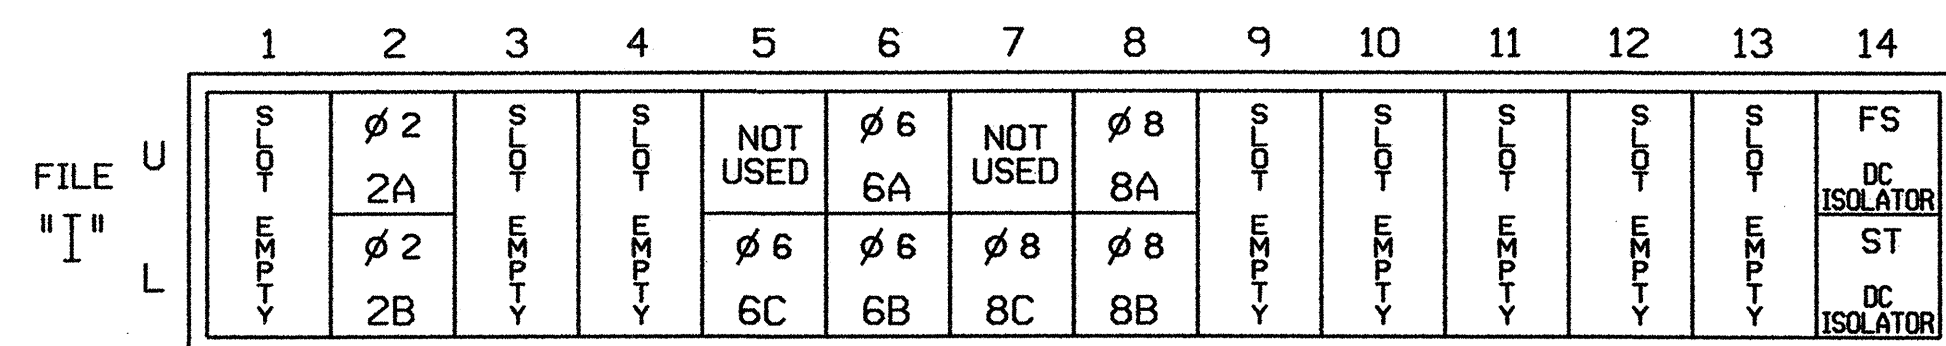 1 2 3 4 5 6 7 8 9 10 11 12 13 14
FILE "I"
U
L
SLOT EMPTY
ø 2
2A
ø 2
2B
SLOT EMPTY
SLOT EMPTY
NOT
USED
ø 6
6C
ø 6
6A
ø 6
6B
NOT
USED
ø 8
8C
ø 8
8A
ø 8
8B
SLOT EMPTY
SLOT EMPTY
SLOT EMPTY
SLOT EMPTY
SLOT EMPTY
FS
DC
ISOLATOR
ST
DC
ISOLATOR